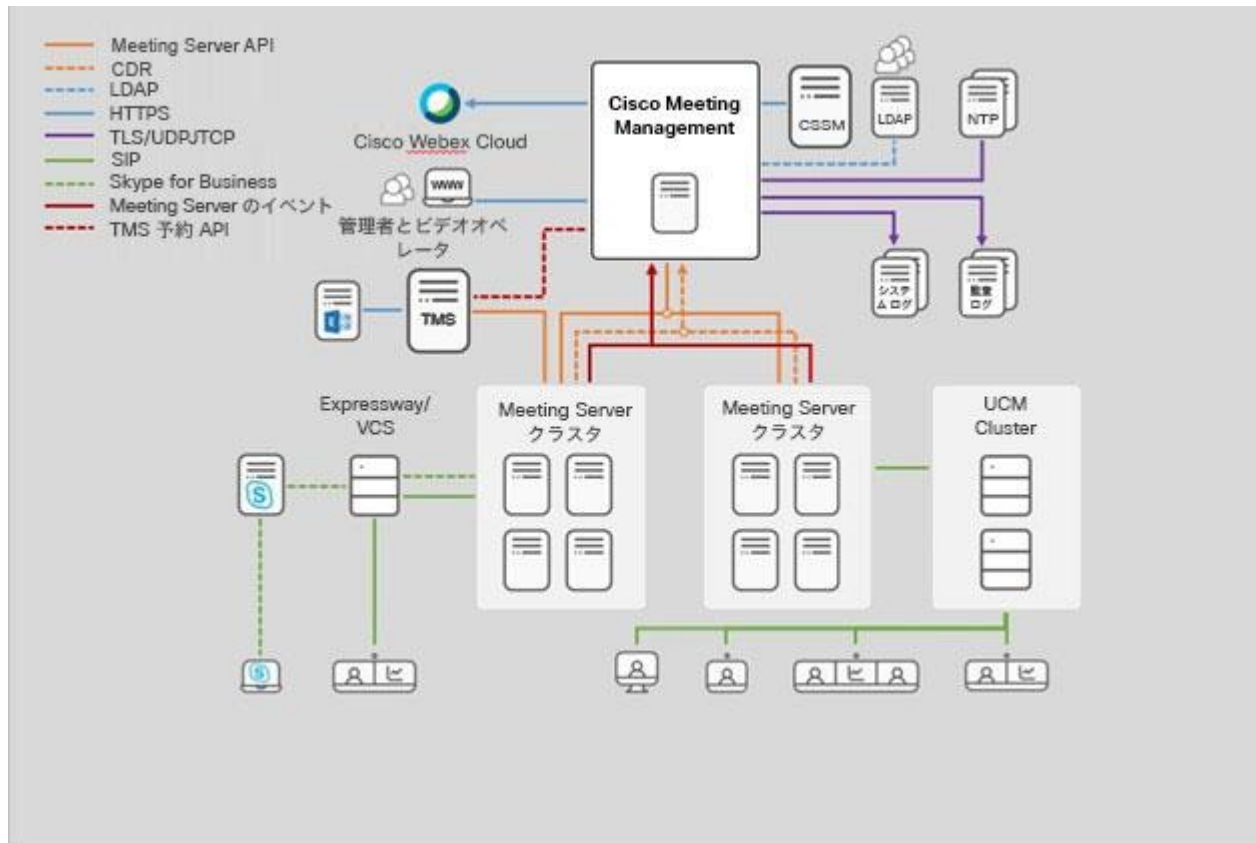 Meeting Server API
CDR
LDAP
HTTPS
TLS/UDPJTCP
SIP
Skype for Business
Meeting Server のイベント
TMS 予約 API
Cisco Webex Cloud
WWW
管理者とビデオオペ
レータ
TMS
Cisco Meeting
Management
CSSM
LDAP
NTP
システ
ムログ
監査
ログ
Expressway/
VCS
Meeting Server
クラスタ
Meeting Server
クラスタ
UCM
Cluster
S
S